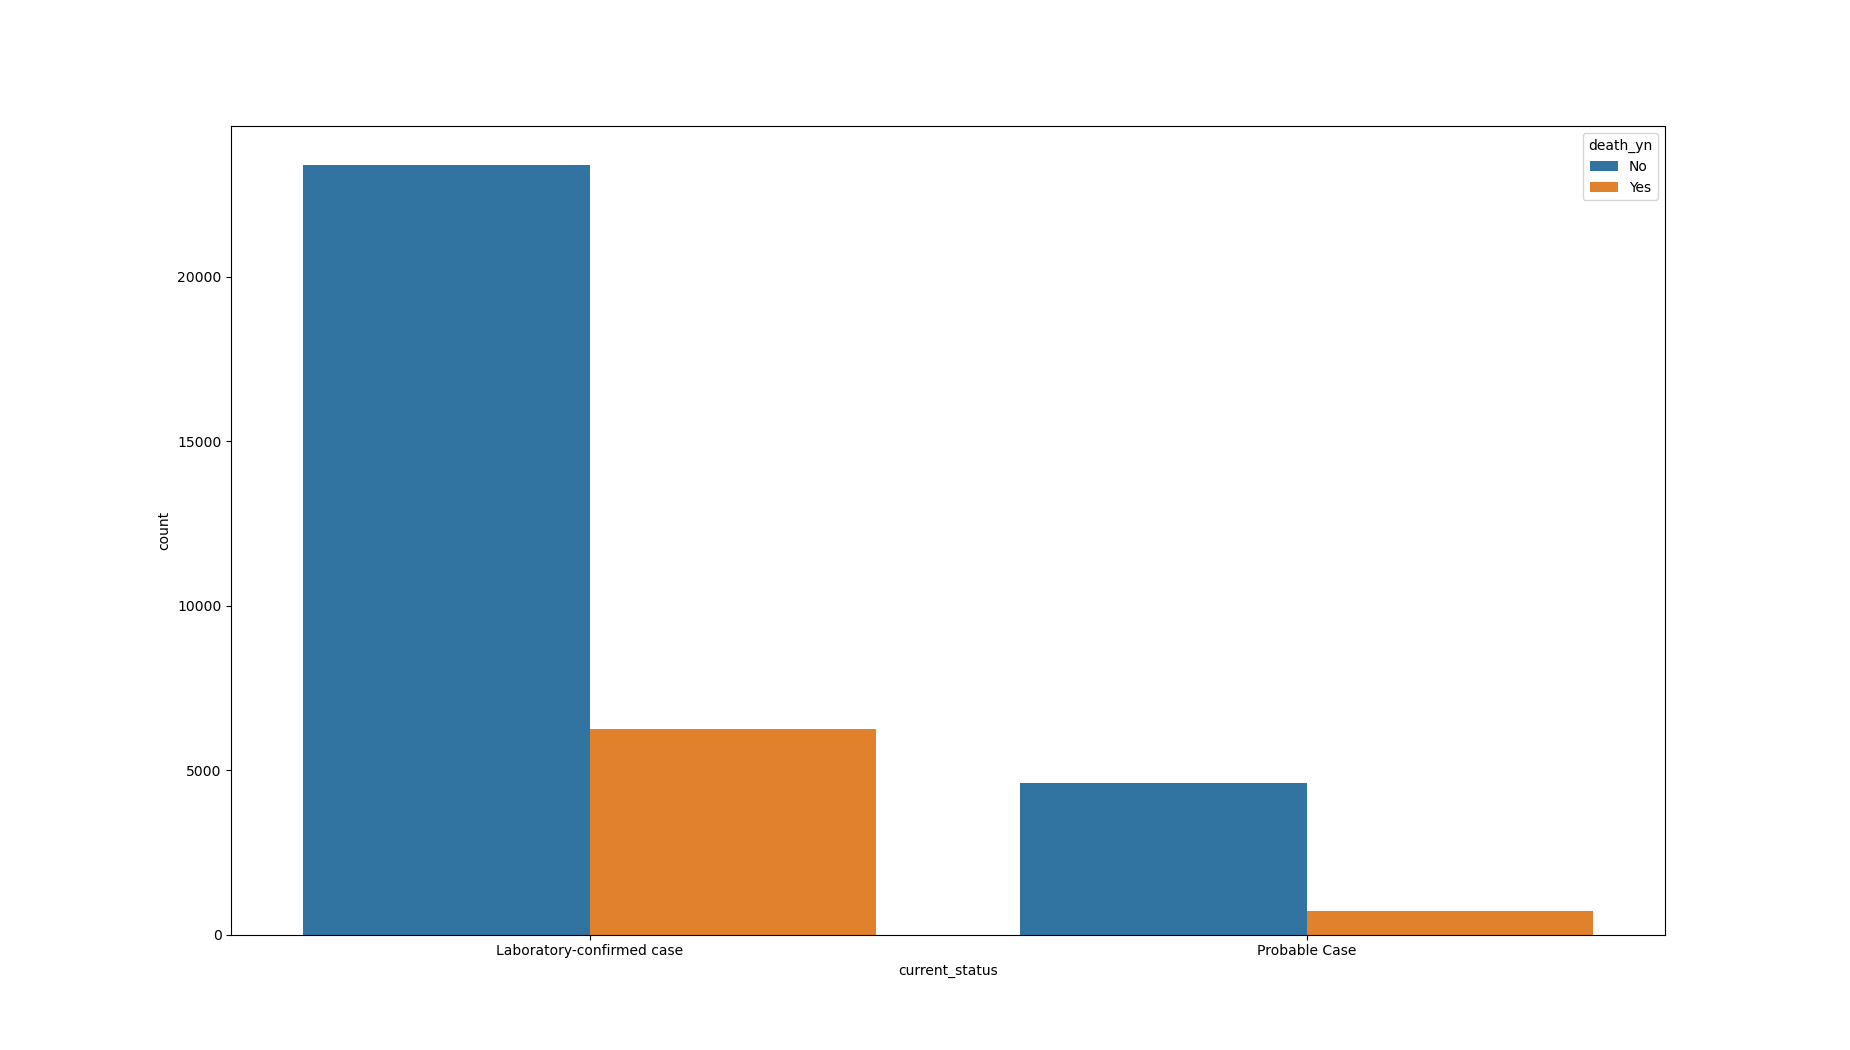 death_yn
No
Yes
20000
15000
10000
5000
0
count
Laboratory-confirmed case
Probable Case
current_status